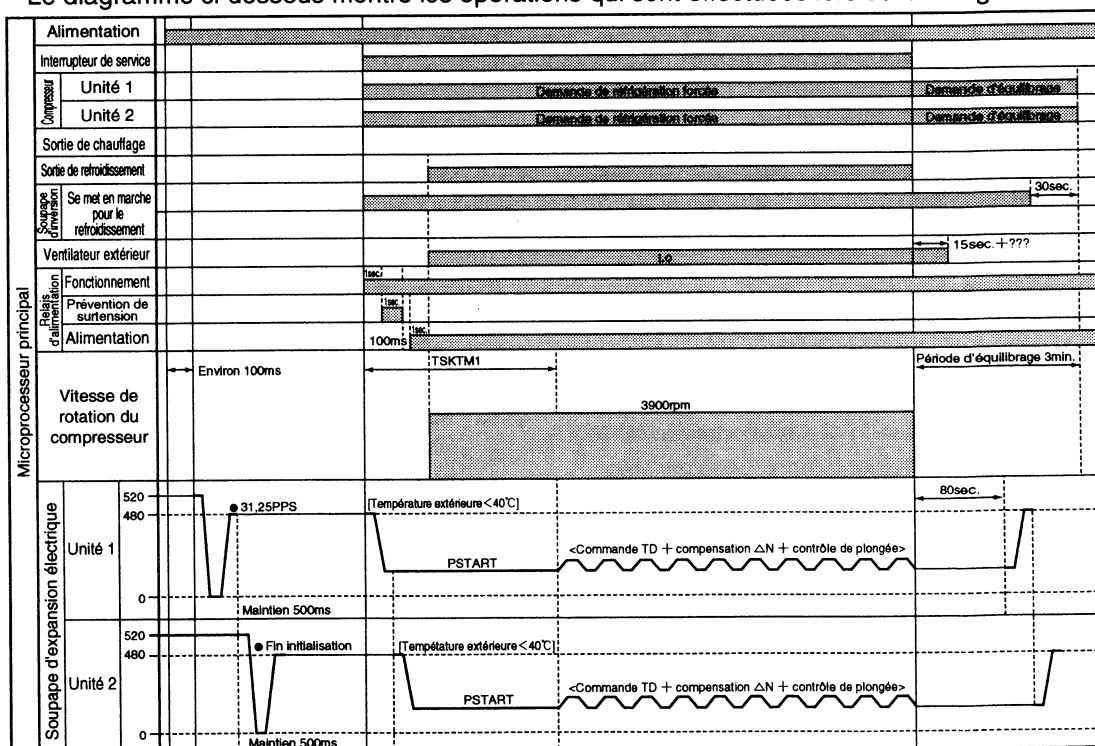 Le diagramme ci-dessous montre les opérations qui sont effectuées
Microprocesseur principal
Alimentation
Interrupteur de service
Compresseur
Unité 1
Demande de réfrigération forcée
Demande d'équilibrage
Unité 2
Demande de réfrigération forcée
Demande d'équilibrage
Sortie de chauffage
Sortie de refroidissement
Soupape d'inversion
Se met en marche
pour le
refroidissement
30sec.
Ventilateur extérieur
Lo
15sec.+???
Relais d'alimentation
Fonctionnement
1sec.
Prévention de
surtension
1sec.
Alimentation
100ms
1sec.
Vitesse de
rotation du
compresseur
Environ 100ms
TSKTM1
Période d'équilibrage 3min.
3900rpm
Soupape d'expansion électrique
Unité 1
520
480
0
● 31,25PPS
[Température extérieure<40℃]
80sec.
PSTART
<Commande TD + compensation △N + contrôle de plongée>
Maintien 500ms
Unité 2
520
480
0
● Fin initialisation
[Température extérieure<40℃]
PSTART
<Commande TD + compensation △N + contrôle de plongée>
Maintien 500ms